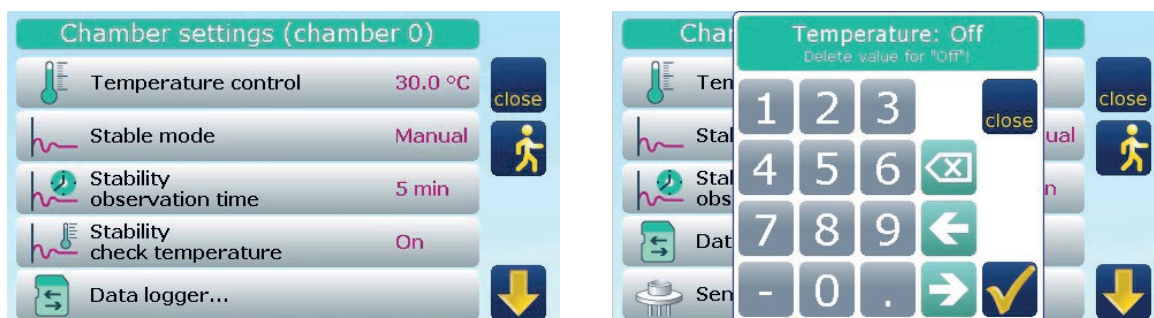 Chamber settings (chamber 0)
Temperature control 30.0 °C
close
Stable mode Manual
Stability
observation time 5 min
Stability
check temperature On
Data logger...
Char
Temperature: Off
Delete value for "Off"!
Ten
1 2 3
close
close
Stal
ual
4 5 6
Stal
obs
n
7 8 9
Dat
Sen
- 0 .